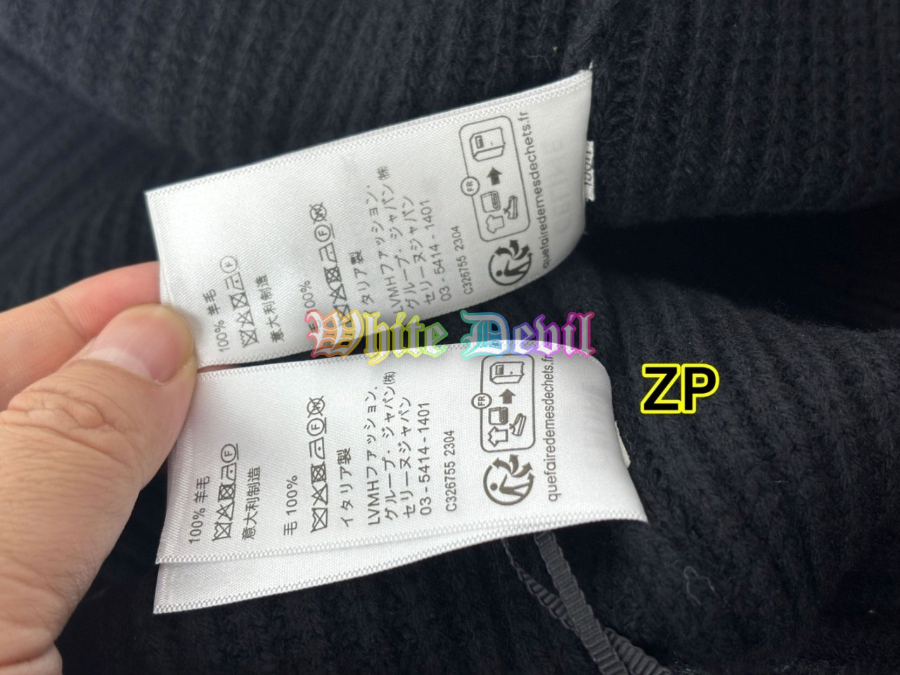 100% 羊毛
意大利制造
100%
イタリア製
LVMHファッション.
グループ. ジャパン(株)
セリーヌジャパン
03 - 5414 - 1401
C326755 2304
FR
quefairedemesdechets.fr
White Devil
ZP
100% 羊毛
F
意大利制造
毛 100%
F
イタリア製
LVMHファッション.
グループ. ジャパン(株)
セリーヌジャパン
03 - 5414 - 1401
C326755 2304
FR
quefairedemesdechets.fr